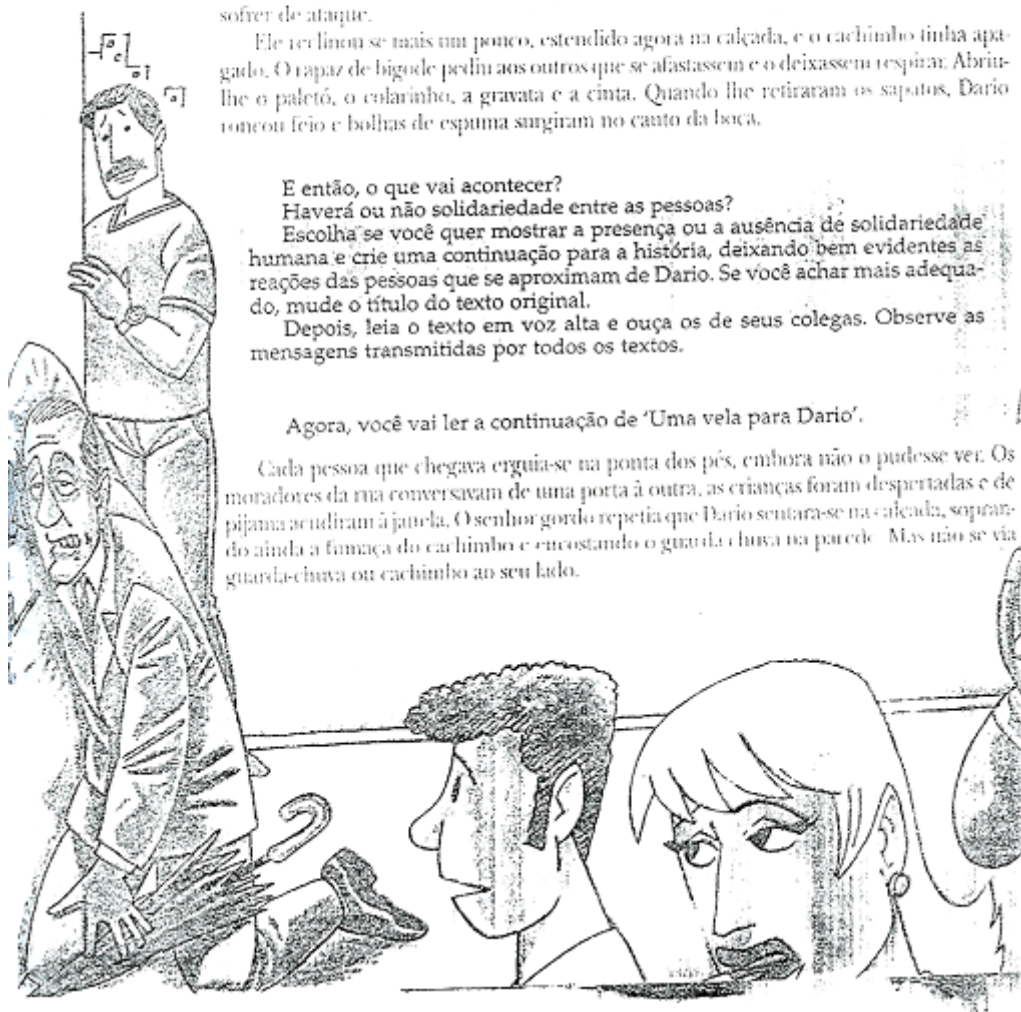 sofrer de ataque.
Ele reclinou se mais um pouco, estendido agora na calçada, e o cachimbo tinha apa-
gado. O rapaz de bigode pediu aos outros que se afastassem e o deixassem respirar. Abriu-
lhe o paletó, o colarinho, a gravata e a cinta. Quando lhe retiraram os sapatos, Dario
roncou feio e bolhas de espuma surgiram no canto da boca.
E então, o que vai acontecer?
Haverá ou não solidariedade entre as pessoas?
Escolha se você quer mostrar a presença ou a ausência de solidariedade
humana e crie uma continuação para a história, deixando bem evidentes as
reações das pessoas que se aproximam de Dario. Se você achar mais adequa-
do, mude o título do texto original.
Depois, leia o texto em voz alta e ouça os de seus colegas. Observe as
mensagens transmitidas por todos os textos.
Agora, você vai ler a continuação de 'Uma vela para Dario'.
Cada pessoa que chegava erguia-se na ponta dos pés, embora não o pudesse ver. Os
moradores da rua conversavam de uma porta à outra, as crianças foram despertadas e de
pijama acudiram à janela. O senhor gordo repetia que Dario sentara-se na calçada, sopran-
do ainda a fumaça do cachimbo e encostando o guarda chuva na parede. Mas não se via
guarda-chuva ou cachimbo ao seu lado.